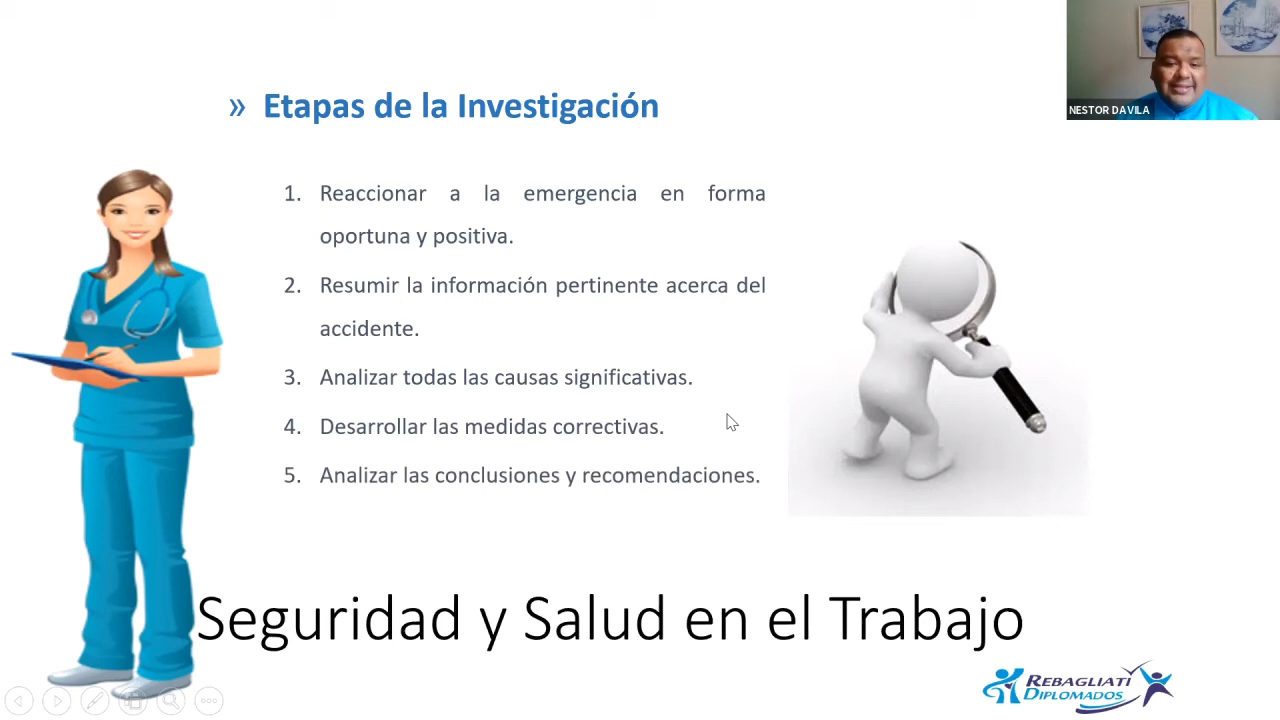 » Etapas de la Investigación
NESTOR DAVILA
1. Reaccionar a la emergencia en forma
oportuna y positiva.
2. Resumir la información pertinente acerca del
accidente.
3. Analizar todas las causas significativas.
4. Desarrollar las medidas correctivas.
5. Analizar las conclusiones y recomendaciones.
Seguridad y Salud en el Trabajo
REBAGLIATI
DIPLOMADOS